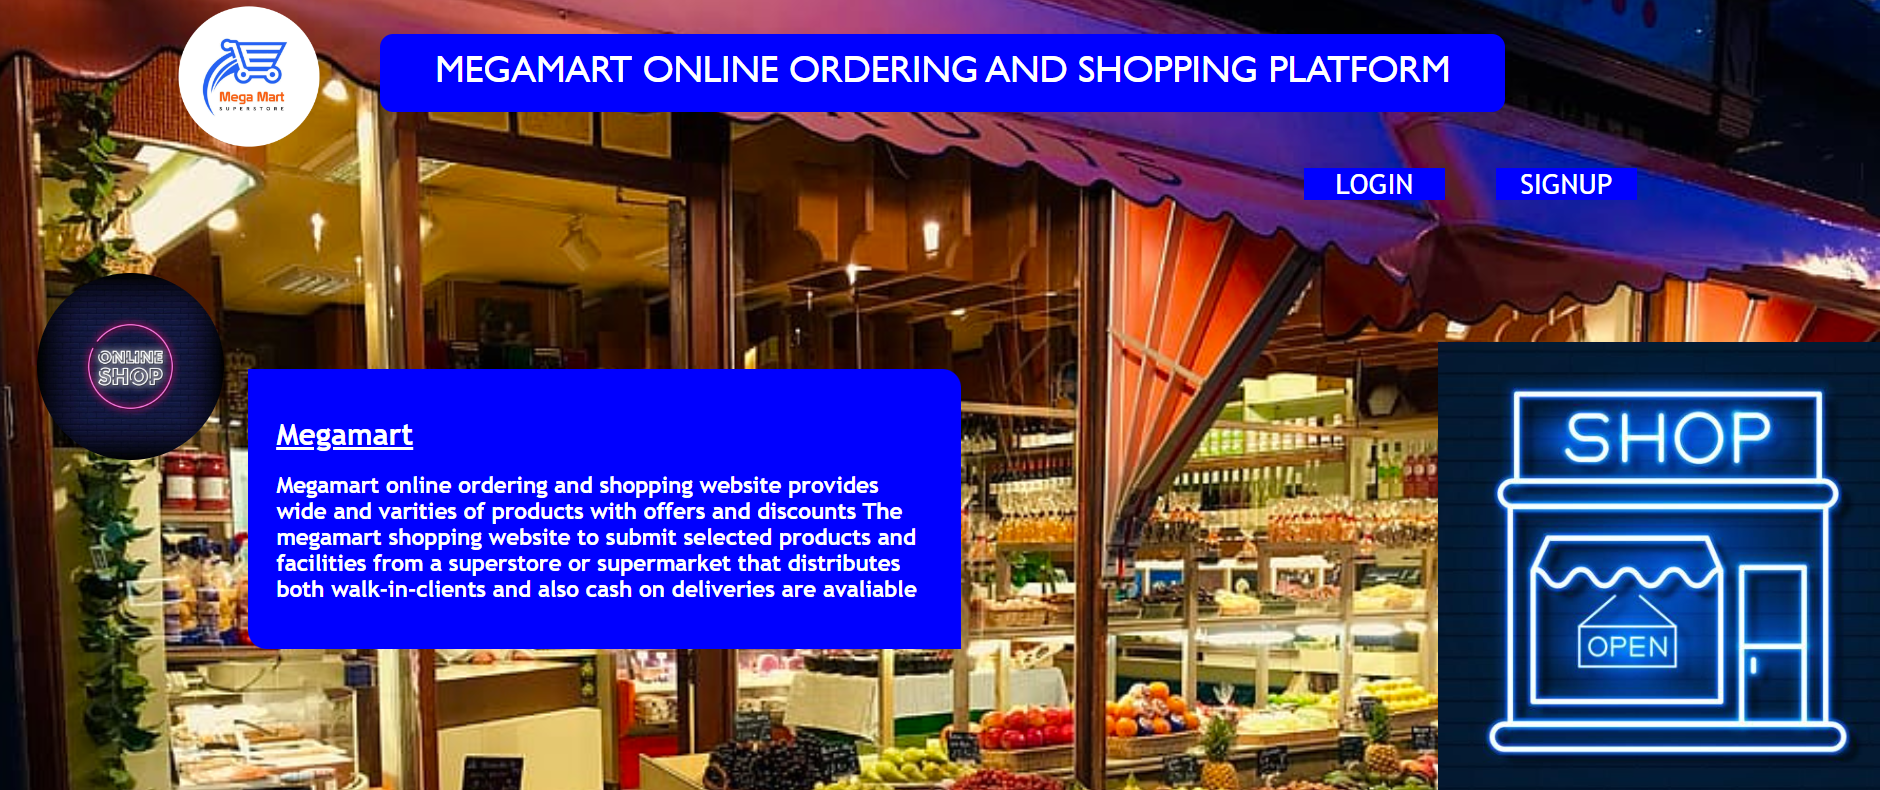 Mega Mart
SUPERSTORE
MEGAMART ONLINE ORDERING AND SHOPPING PLATFORM
LOGIN
SIGNUP
ONLINE
SHOP
Megamart
Megamart online ordering and shopping website provides
wide and varities of products with offers and discounts The
megamart shopping website to submit selected products and
facilities from a superstore or supermarket that distributes
both walk-in-clients and also cash on deliveries are avaliable
SHOP
OPEN